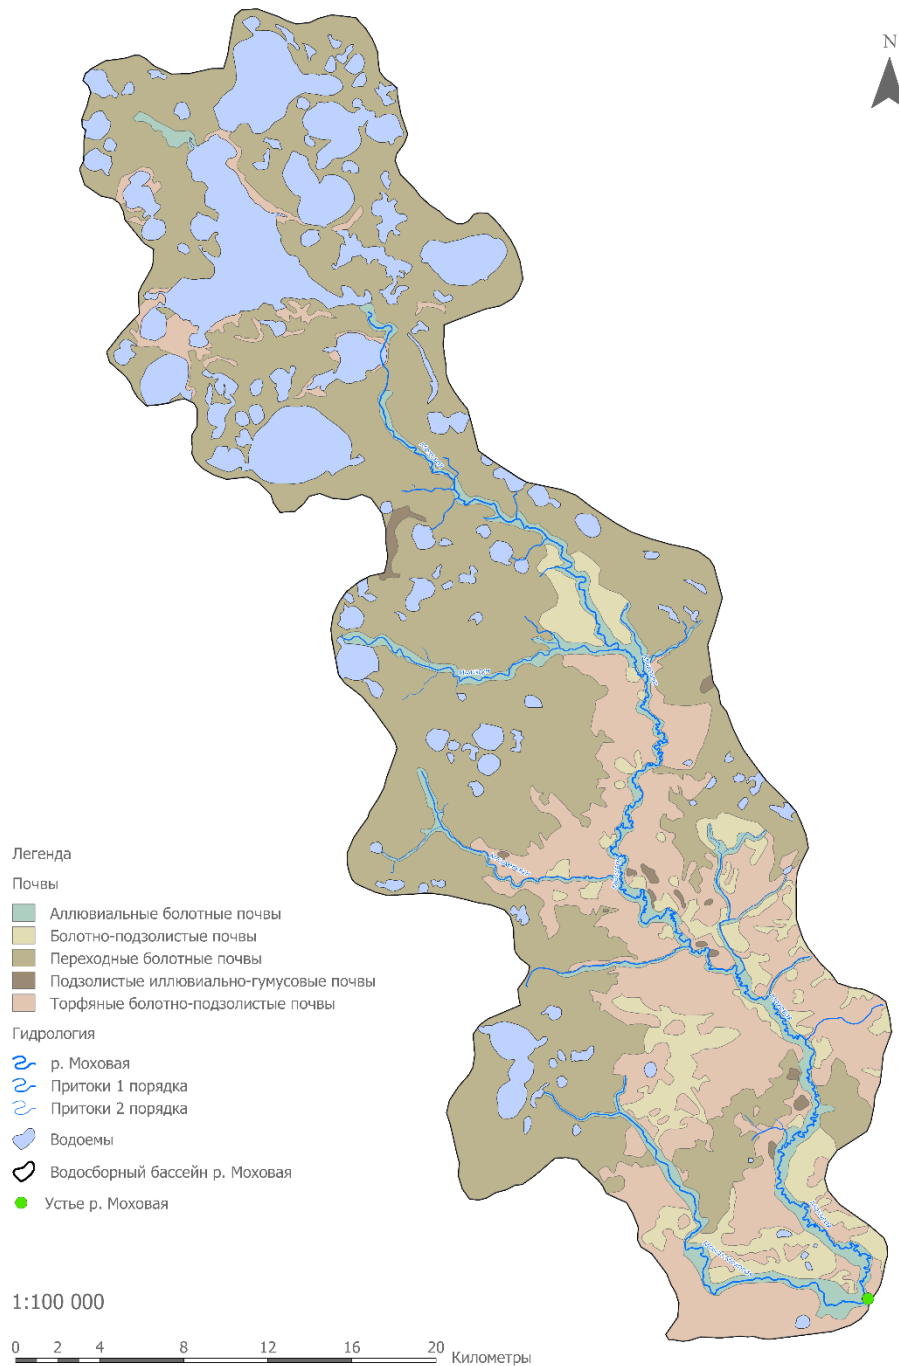 N
Моховая
Легенда
Почвы
Аллювиальные болотные почвы
Болотно-подзолистые почвы
Переходные болотные почвы
Подзолистые иллювиально-гумусовые почвы
Торфяные болотно-подзолистые почвы
Гидрология
р. Моховая
Притоки 1 порядка
Притоки 2 порядка
Водоемы
Водосборный бассейн р. Моховая
Устье р. Моховая
1:100 000
0 2 4 8 12 16 20
Километры